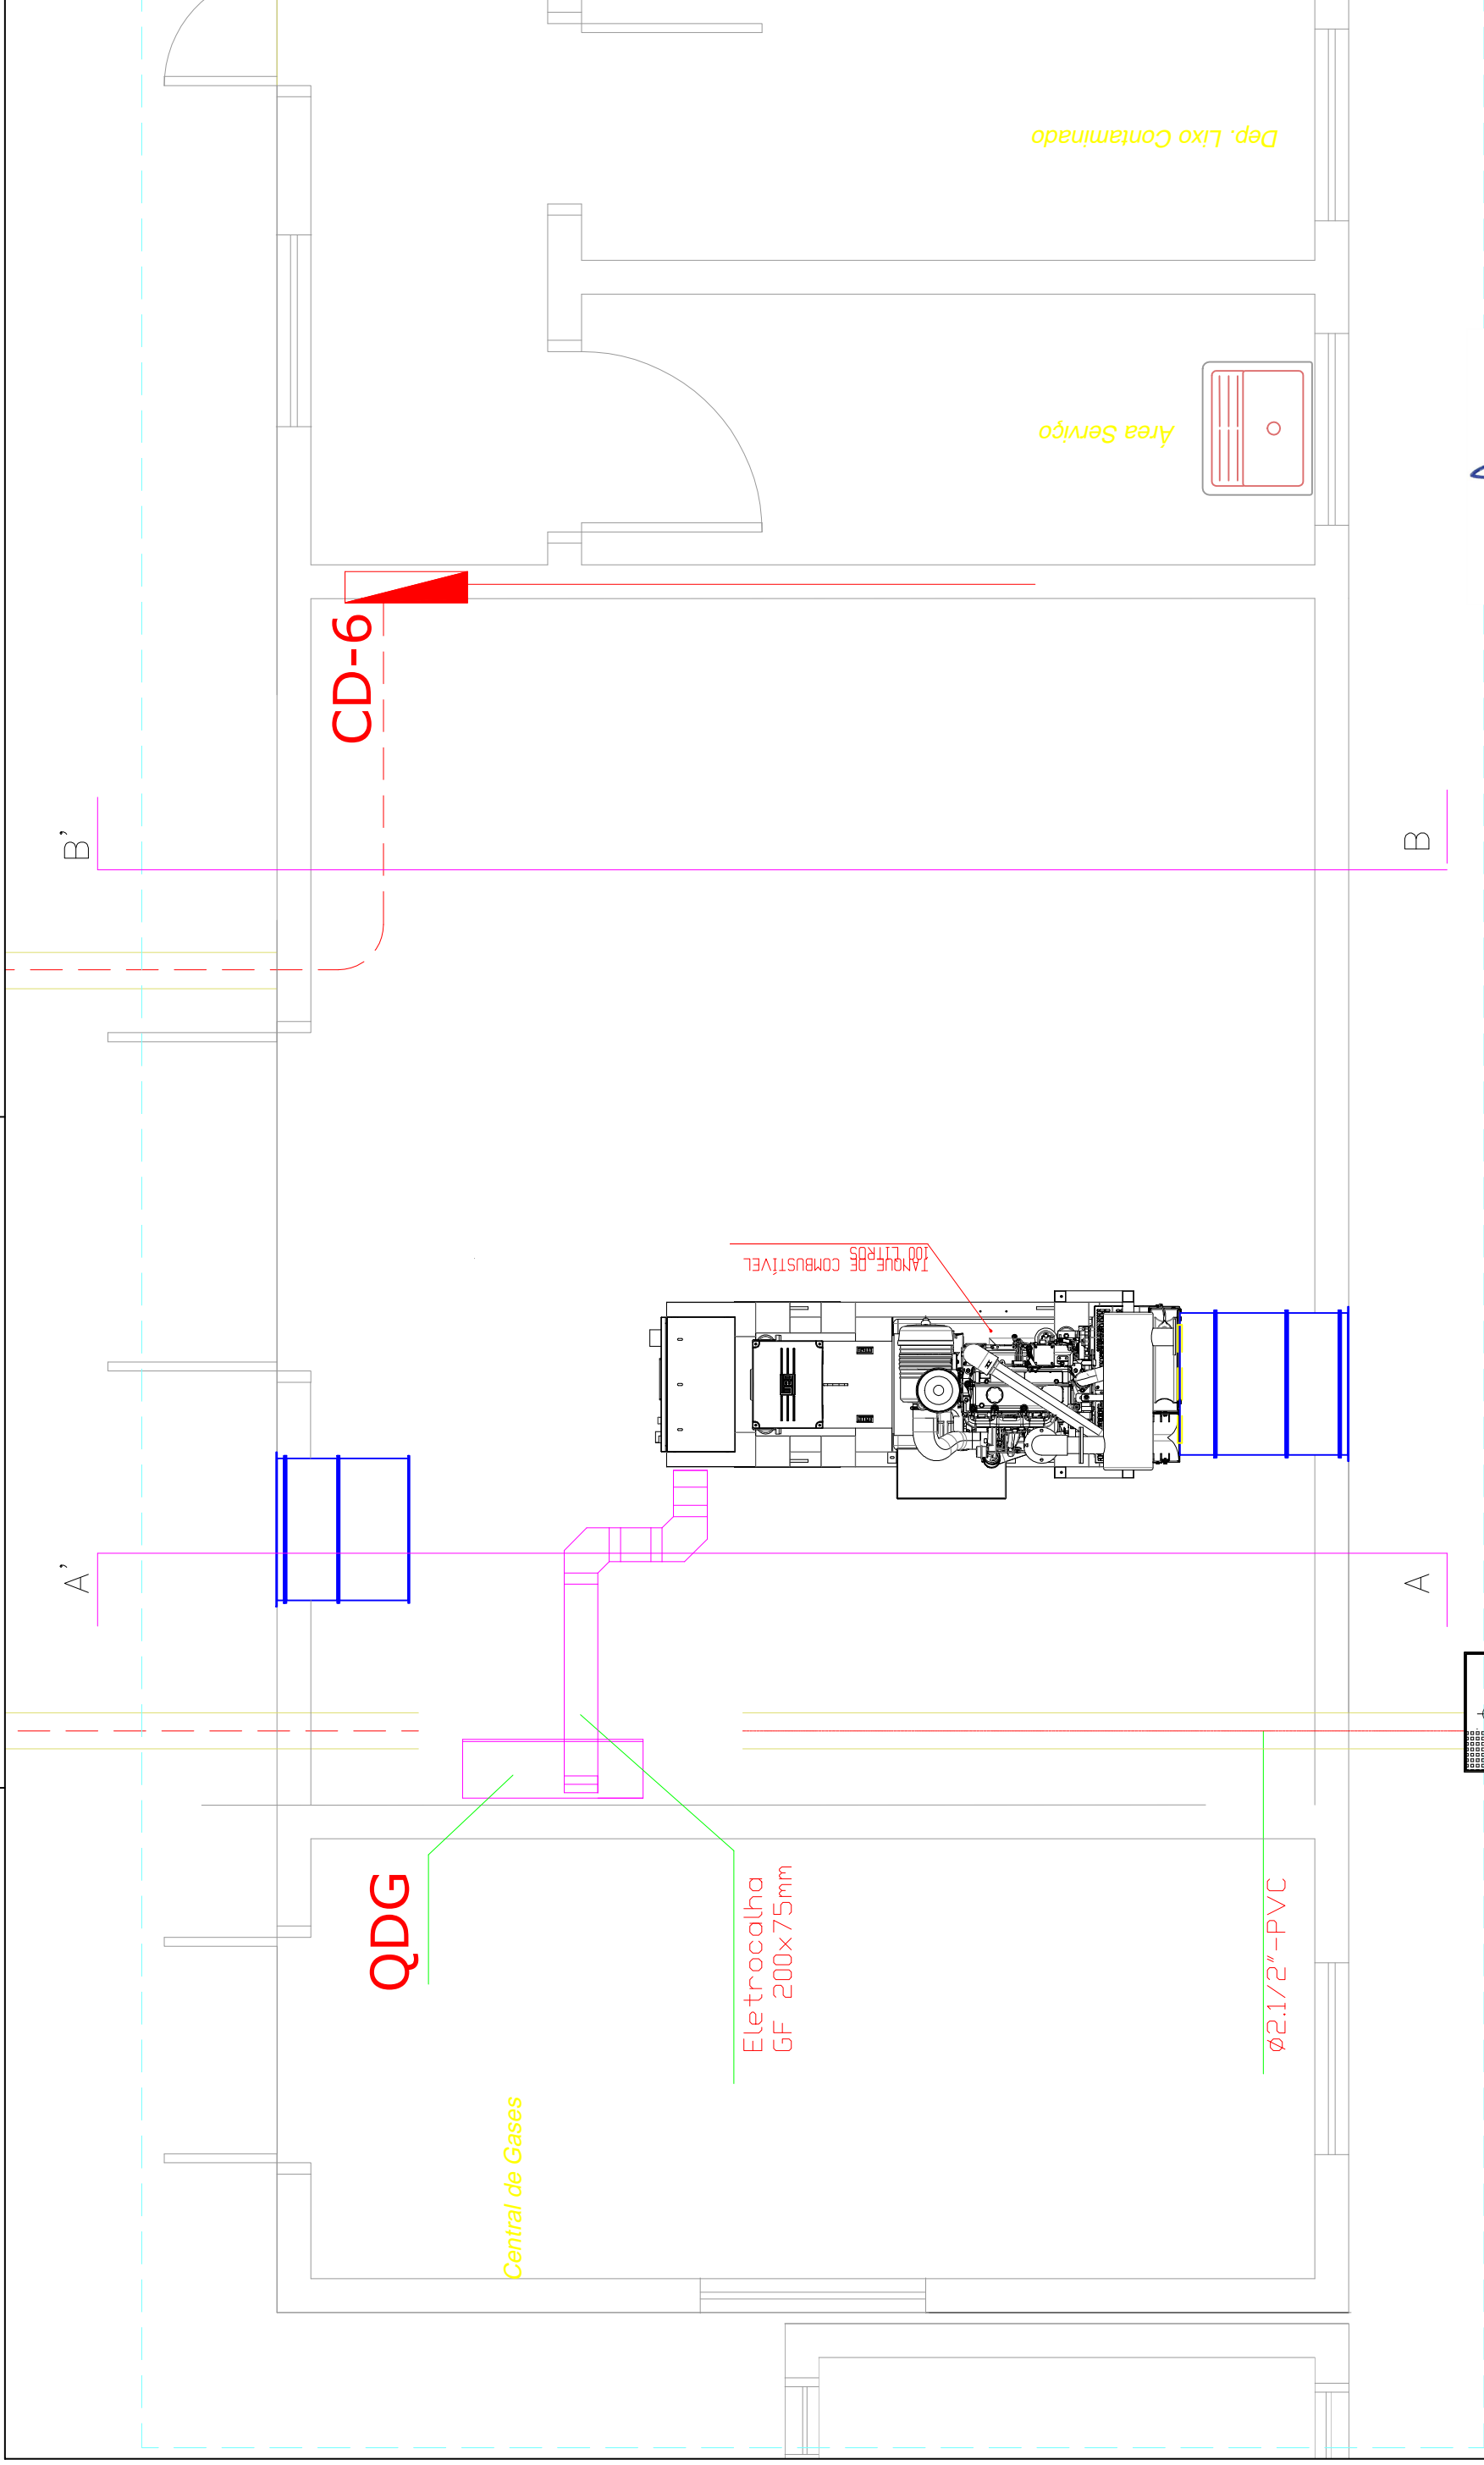 Dep. Lixo Contaminado
Área Serviço
CD-6
B'
B
TANQUE DE COMBUSTÍVEL
100 LITROS
A'
A
QDG
Eletrocalha
GF 200x75mm
Ø2.1/2"-PVC
Central de Gases